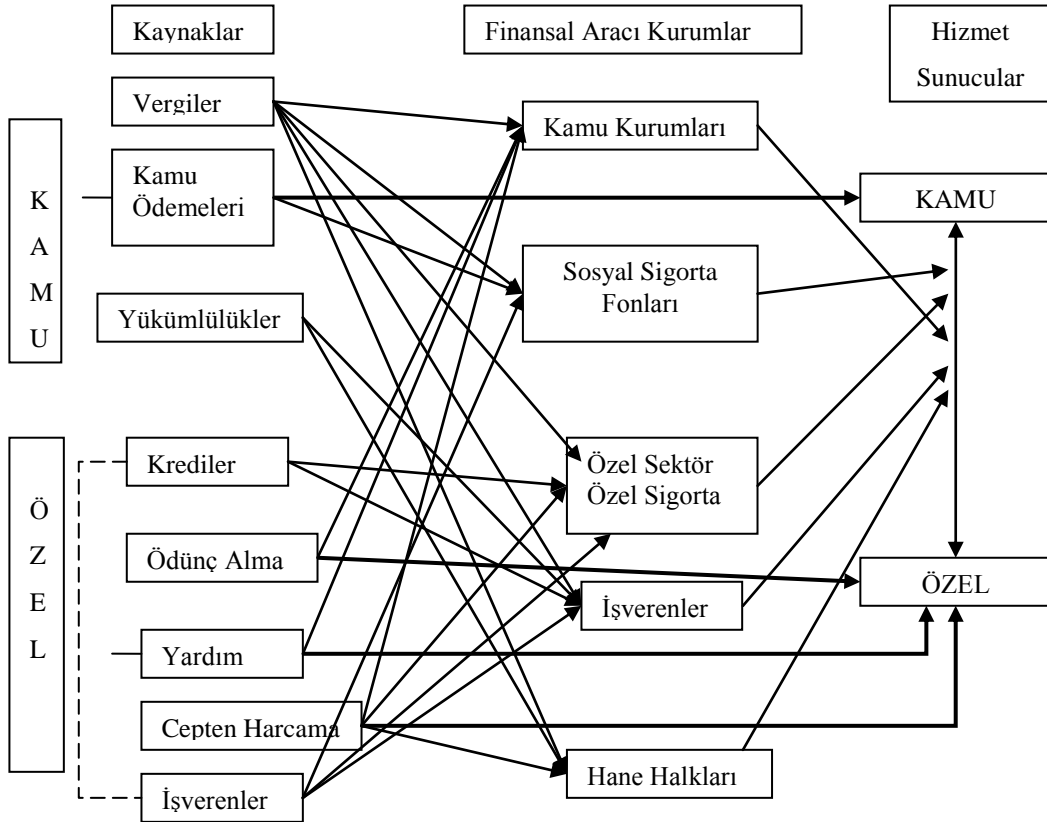 Kaynaklar
Finansal Aracı Kurumlar
Hizmet
Sunucular
Vergiler
Kamu Kurumları
K
A
M
U
Kamu
Ödemeleri
KAMU
Sosyal Sigorta
Fonları
Yükümlülükler
Ö
Z
E
L
Krediler
Özel Sektör
Özel Sigorta
Ödünç Alma
ÖZEL
İşverenler
Yardım
Cepten Harcama
Hane Halkları
İşverenler